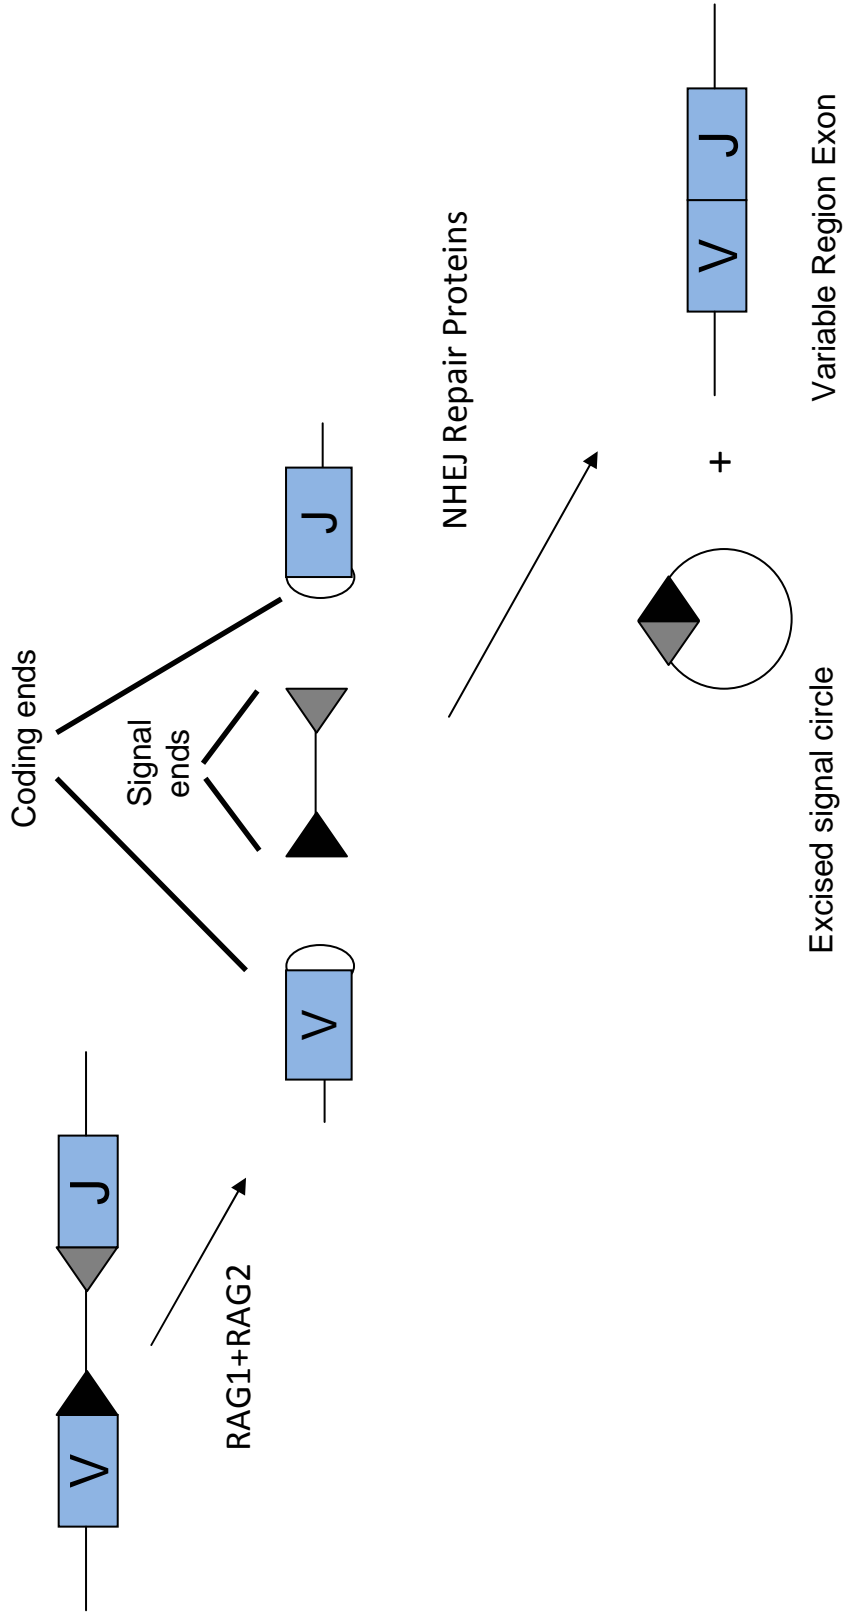 V
J
RAG1+RAG2
Coding ends
Signal
ends
V
J
NHEJ Repair Proteins
+
V
J
Excised signal circle
Variable Region Exon